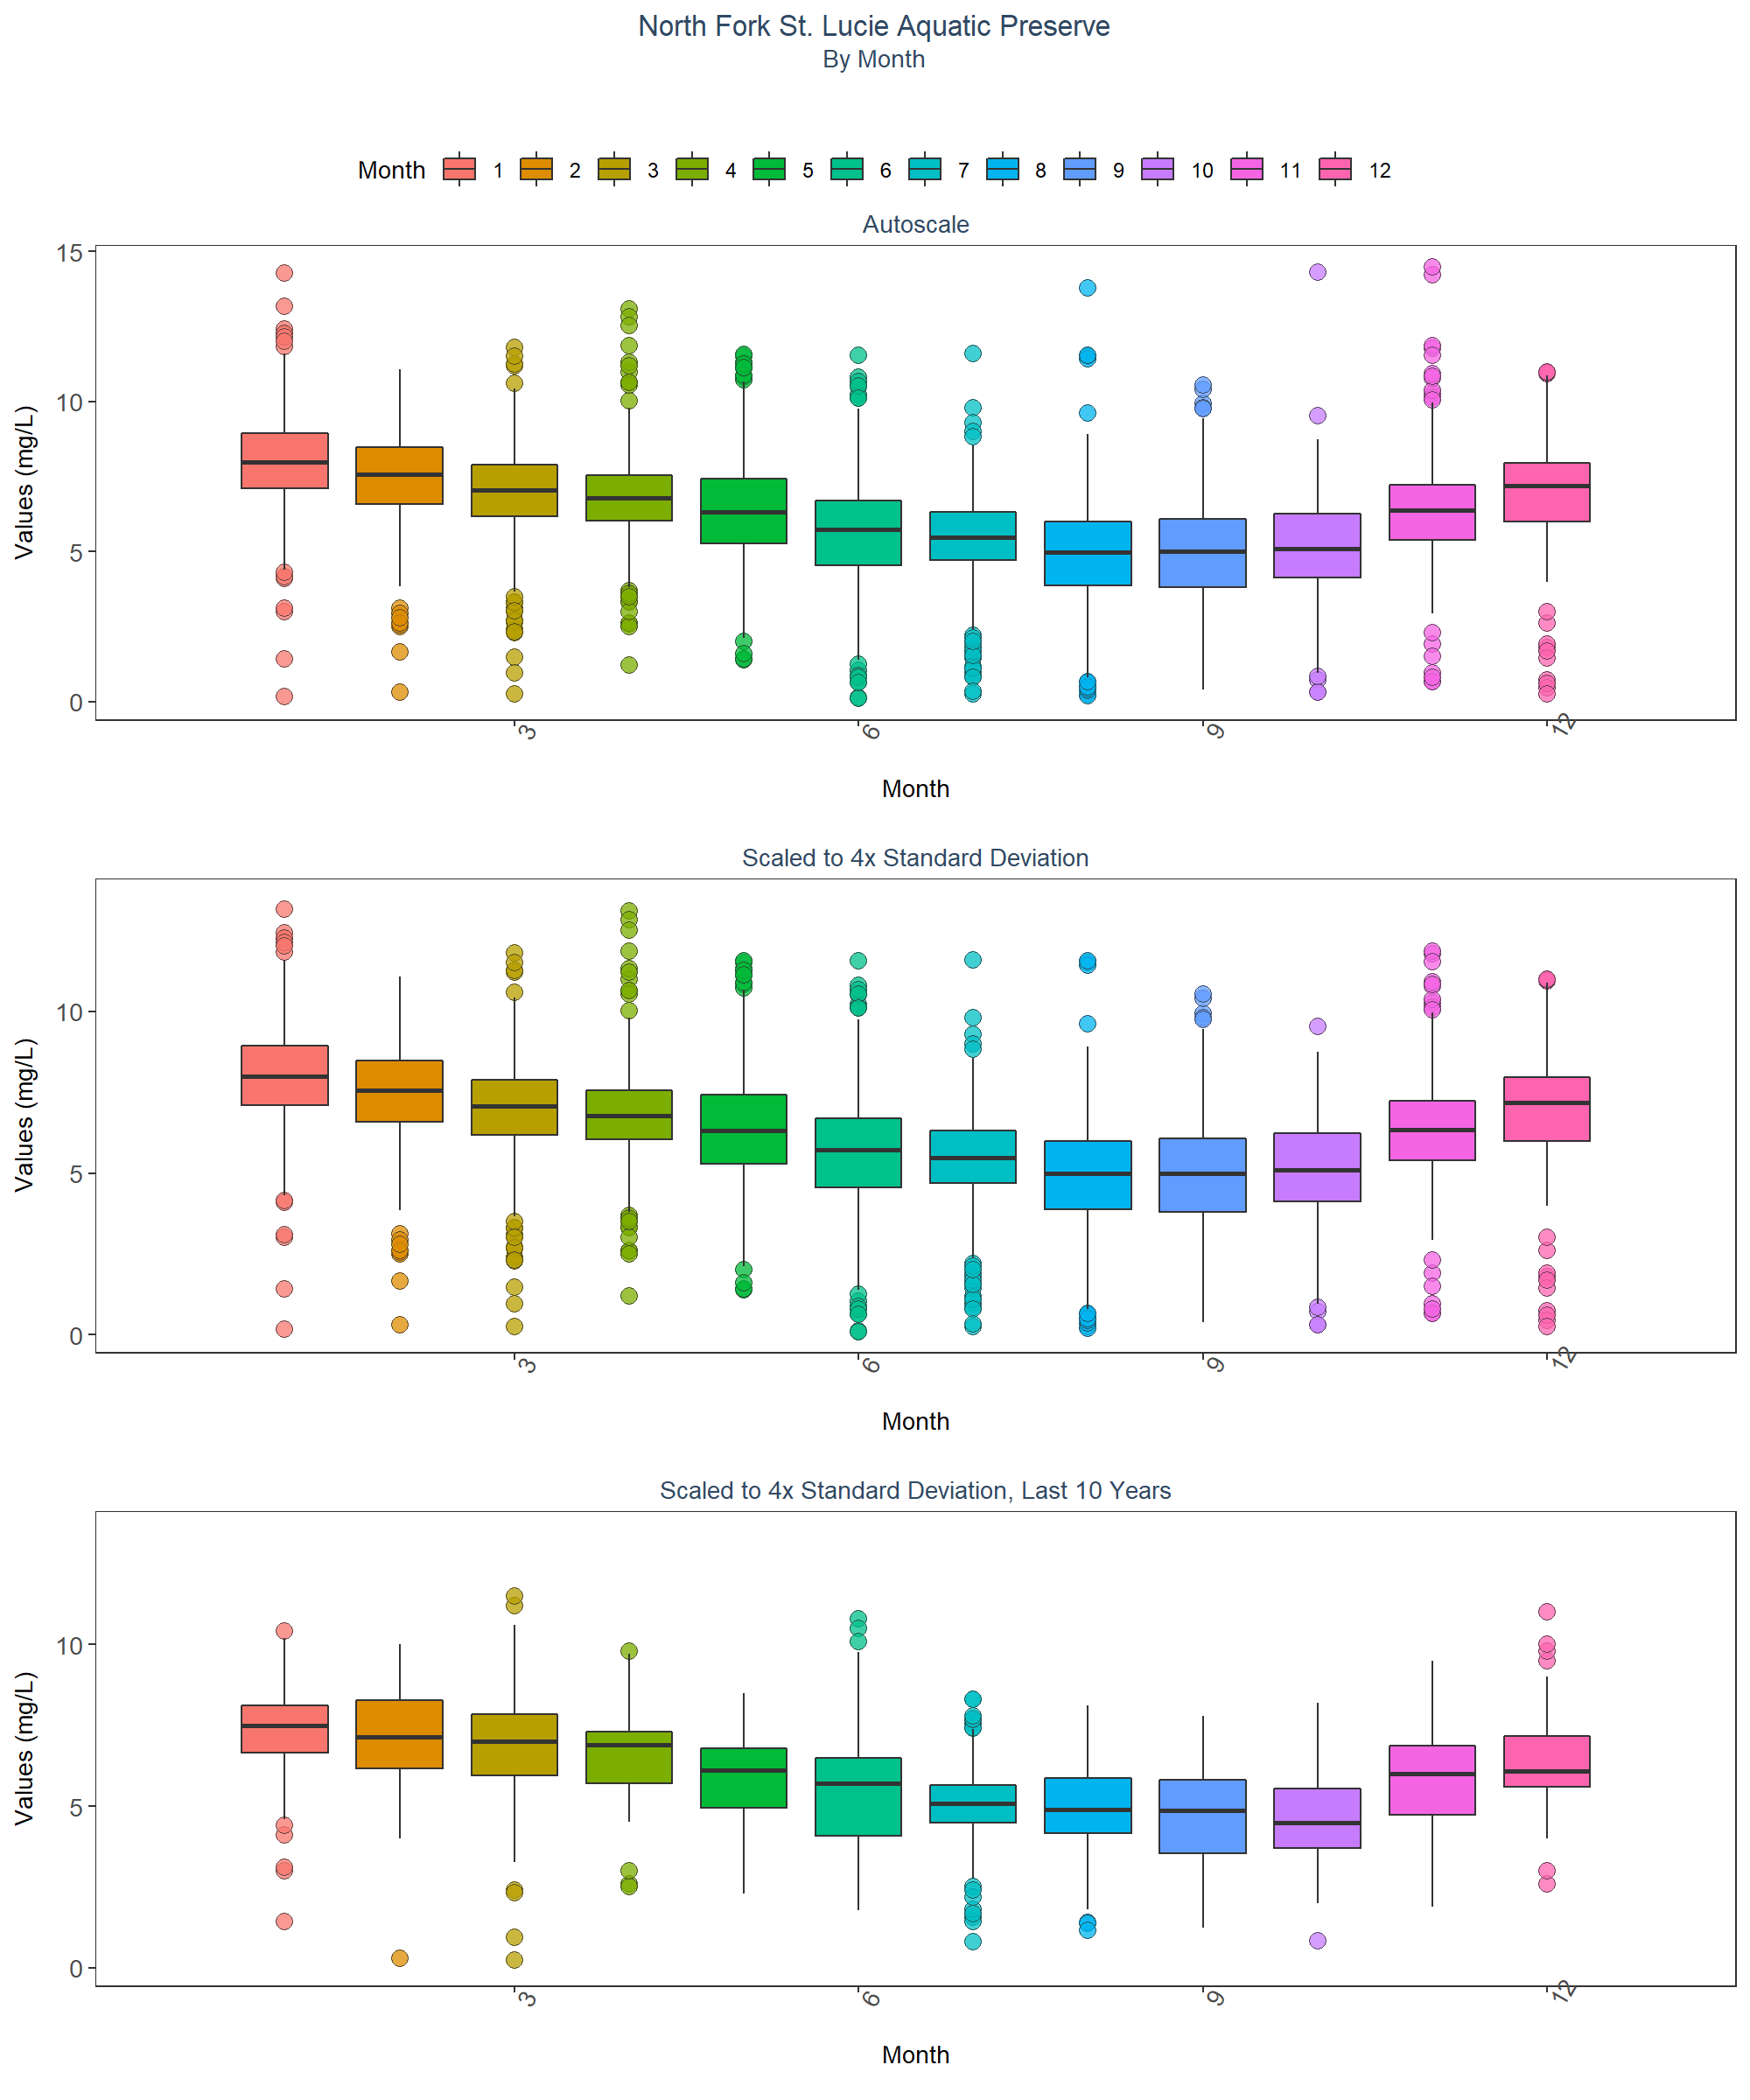 North Fork St. Lucie Aquatic Preserve
By Month
Month 1 2 3 4 5 6 7 8 9 10 11 12
Autoscale
Values (mg/L)
15
10
5
0
3 6 9 12
Month
Scaled to 4x Standard Deviation
Values (mg/L)
10
5
0
3 6 9 12
Month
Scaled to 4x Standard Deviation, Last 10 Years
Values (mg/L)
10
5
0
3 6 9 12
Month